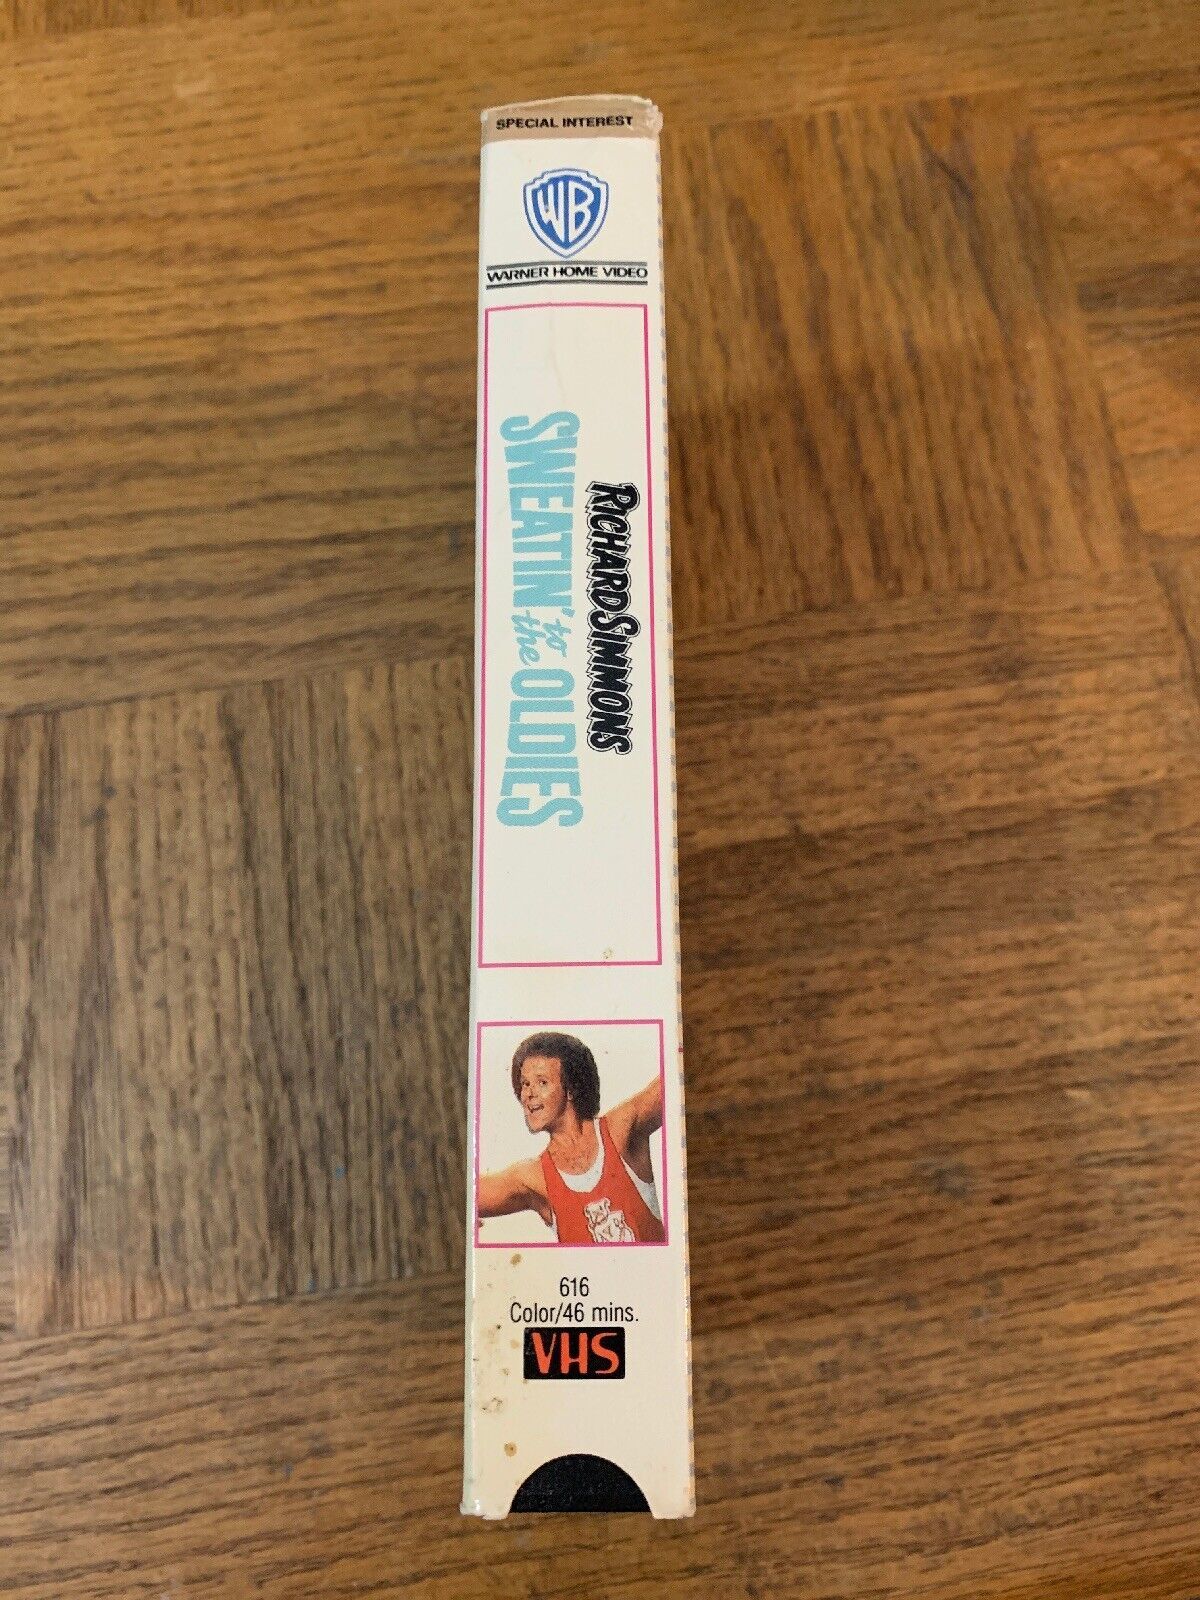 SPECIAL INTEREST
WB
WARNER HOME VIDEO
RICHARD SIMMONS
SWEATIN' to the OLDIES
616
Color/46 mins.
VHS